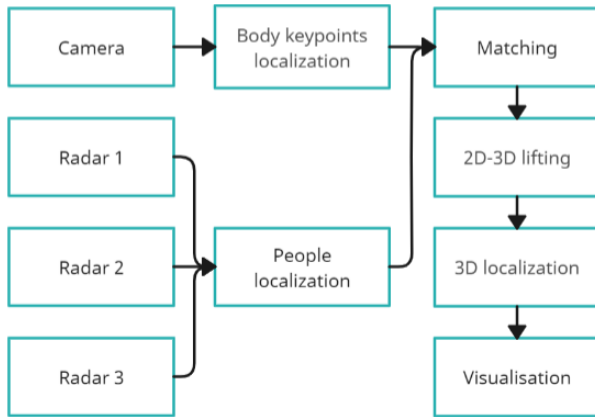 Camera
Body keypoints
localization
Matching
Radar 1
2D-3D lifting
Radar 2
People
localization
3D localization
Radar 3
Visualisation